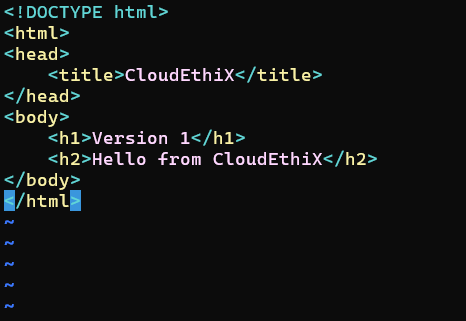 <!DOCTYPE html>
<html>
<head>
    <title>CloudEthiX</title>
</head>
<body>
    <h1>Version 1</h1>
    <h2>Hello from CloudEthiX</h2>
</body>
</html>
~
~
~
~
~